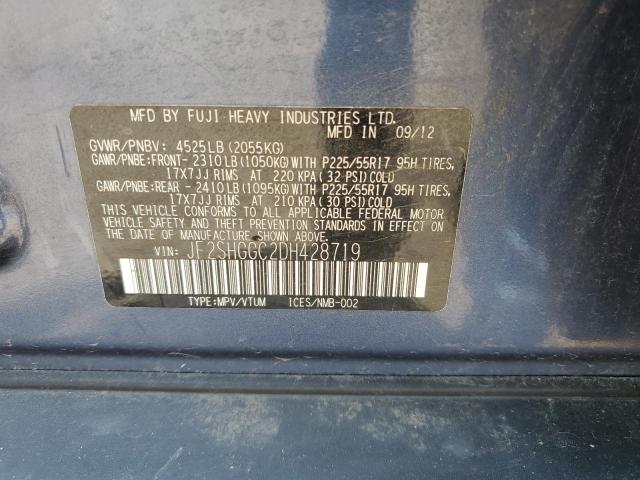 MFD BY FUJI HEAVY INDUSTRIES LTD.
MFD IN 09/12
GVWR/PNBV: 4525LB (2055KG)
GAWR/PNBE:FRONT- 2310LB (1050KG) WITH P225/55R17 95H TIRES,
17X7JJ RIMS AT 220 KPA (32 PSI) COLD
GAWR/PNBE:REAR - 2410LB (1095KG) WITH P225/55R17 95H TIRES,
17X7JJ RIMS AT 210 KPA (30 PSI) COLD
THIS VEHICLE CONFORMS TO ALL APPLICABLE FEDERAL MOTOR
VEHICLE SAFETY AND THEFT PREVENTION STANDARDS IN EFFECT ON
THE DATE OF MANUFACTURE SHOWN ABOVE.
VIN: JF2SHGGC2DH428719
TYPE:MPV/VTUM ICES/NMB-002